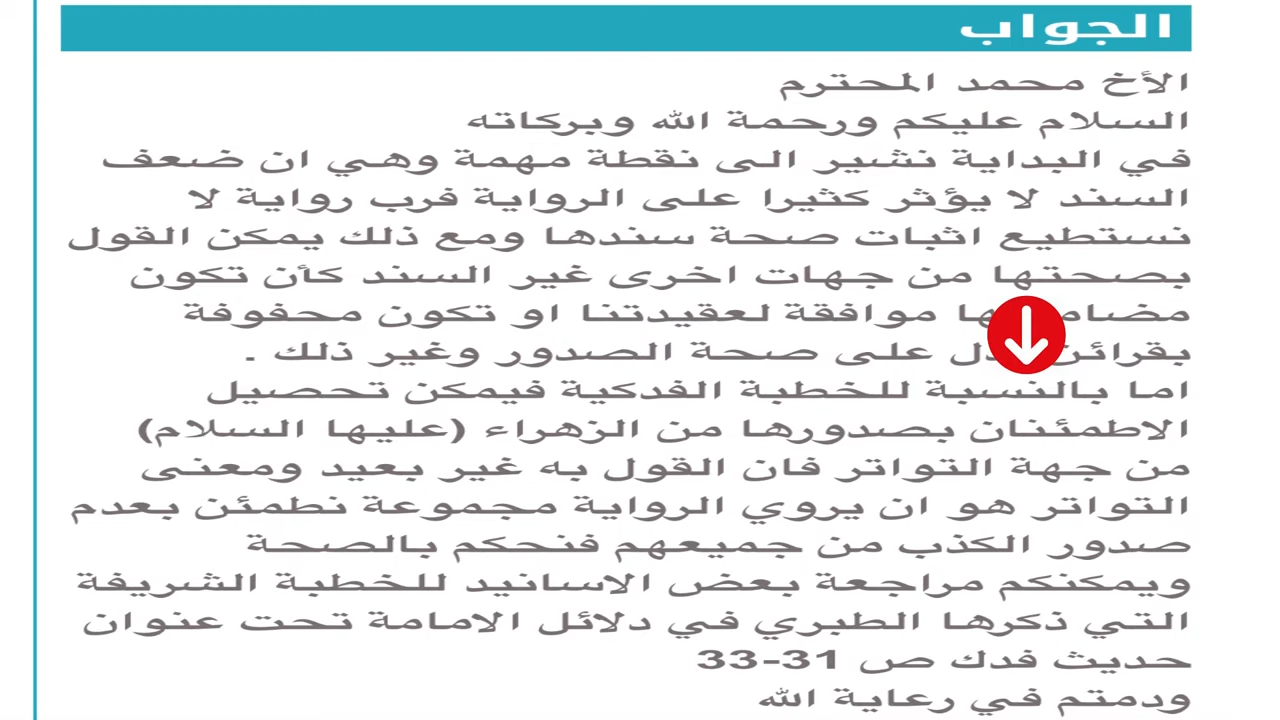 الجواب
الأخ محمد المحترم
السلام عليكم ورحمة الله وبركاته
في البداية نشير الى نقطة مهمة وهي ان ضعف
السند لا يؤثر كثيرا على الرواية فرب رواية لا
نستطيع اثبات صحة سندها ومع ذلك يمكن القول
بصحتها من جهات اخرى غير السند كأن تكون
موافقة لعقيدتنا او تكون محفوفة
بقرائن على صحة الصدور وغير ذلك .
اما بالنسبة للخطبة الفدكية فيمكن تحصيل
الاطمئنان بصدورها من الزهراء (عليها السلام)
من جهة التواتر فان القول به غير بعيد ومعنى
التواتر هو ان يروي الرواية مجموعة نطمئن بعدم
صدور الكذب من جميعهم فنحكم بالصحة
ويمكنكم مراجعة بعض الاسانيد للخطبة الشريفة
التي ذكرها الطبري في دلائل الامامة تحت عنوان
حديث فدك ص 31-33
ودمتم في رعاية الله